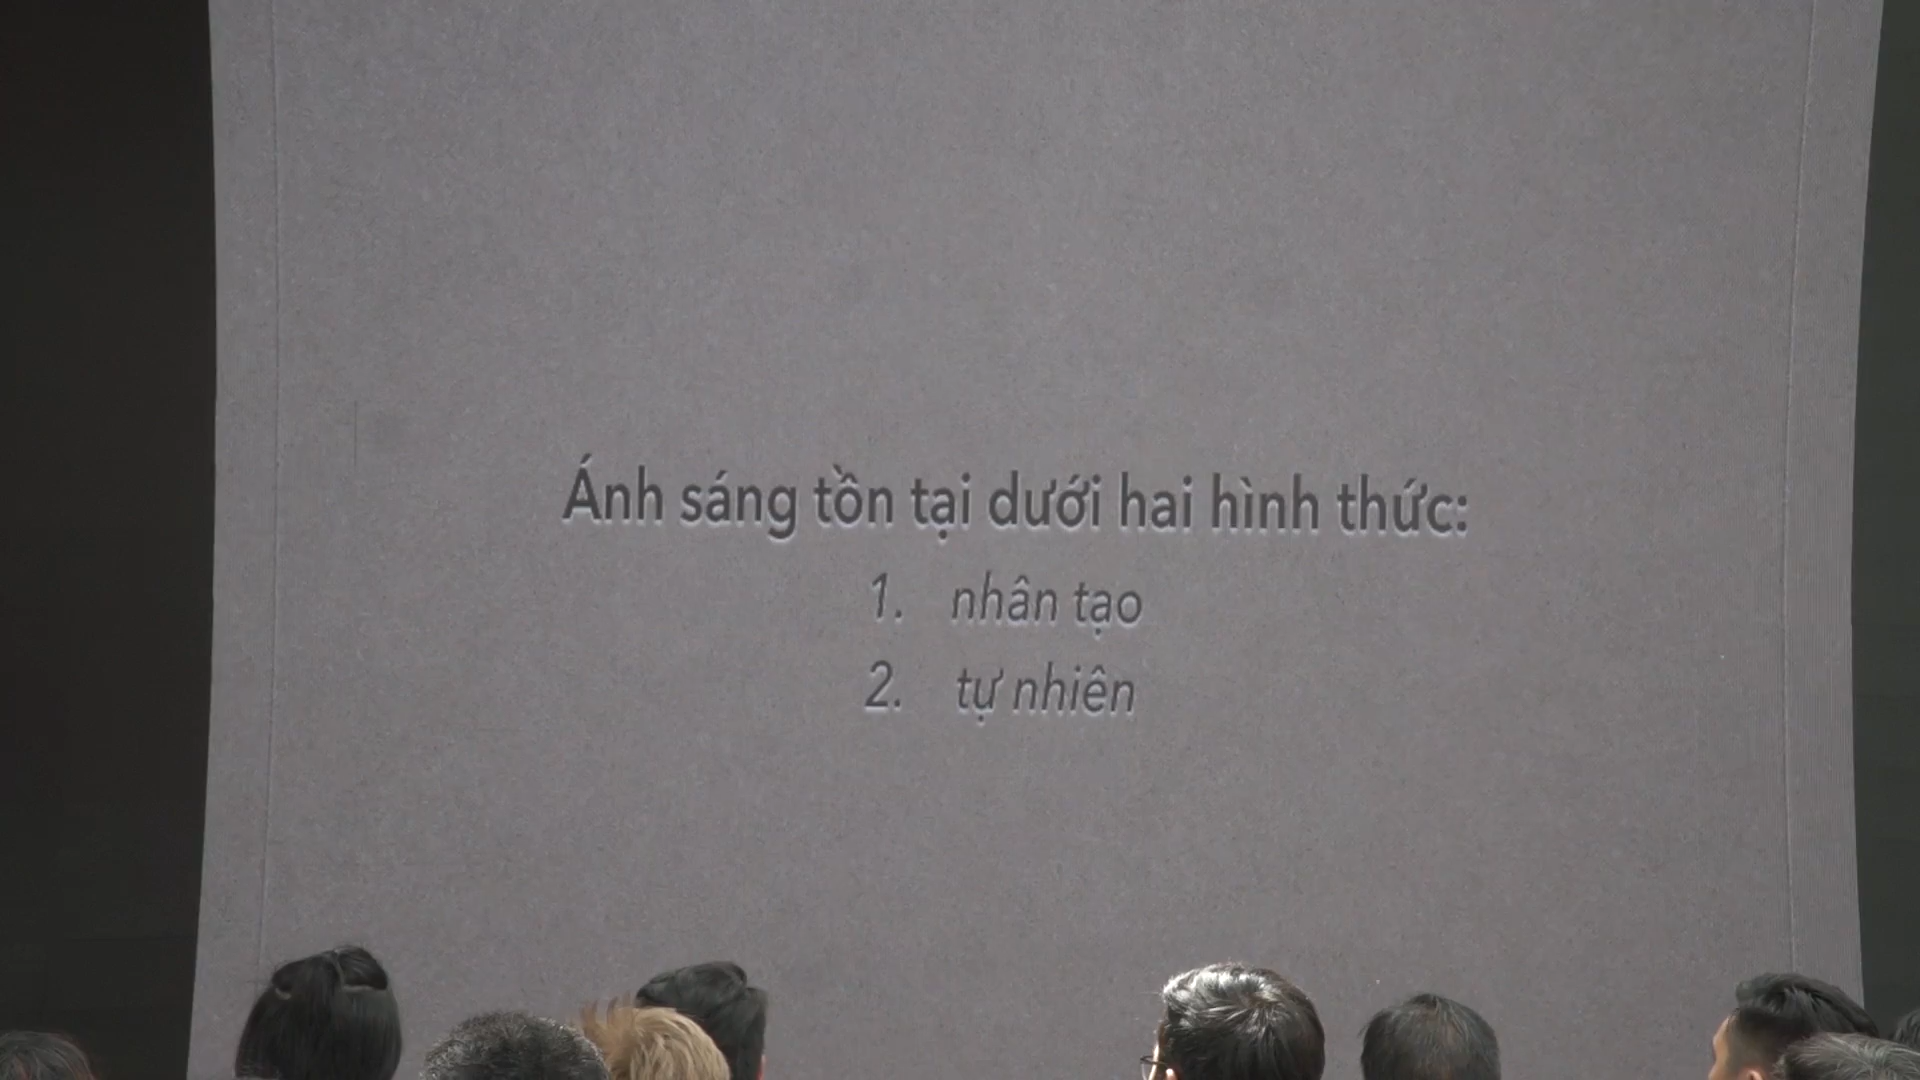 Ánh sáng tồn tại dưới hai hình thức:
1. nhân tạo
2. tự nhiên